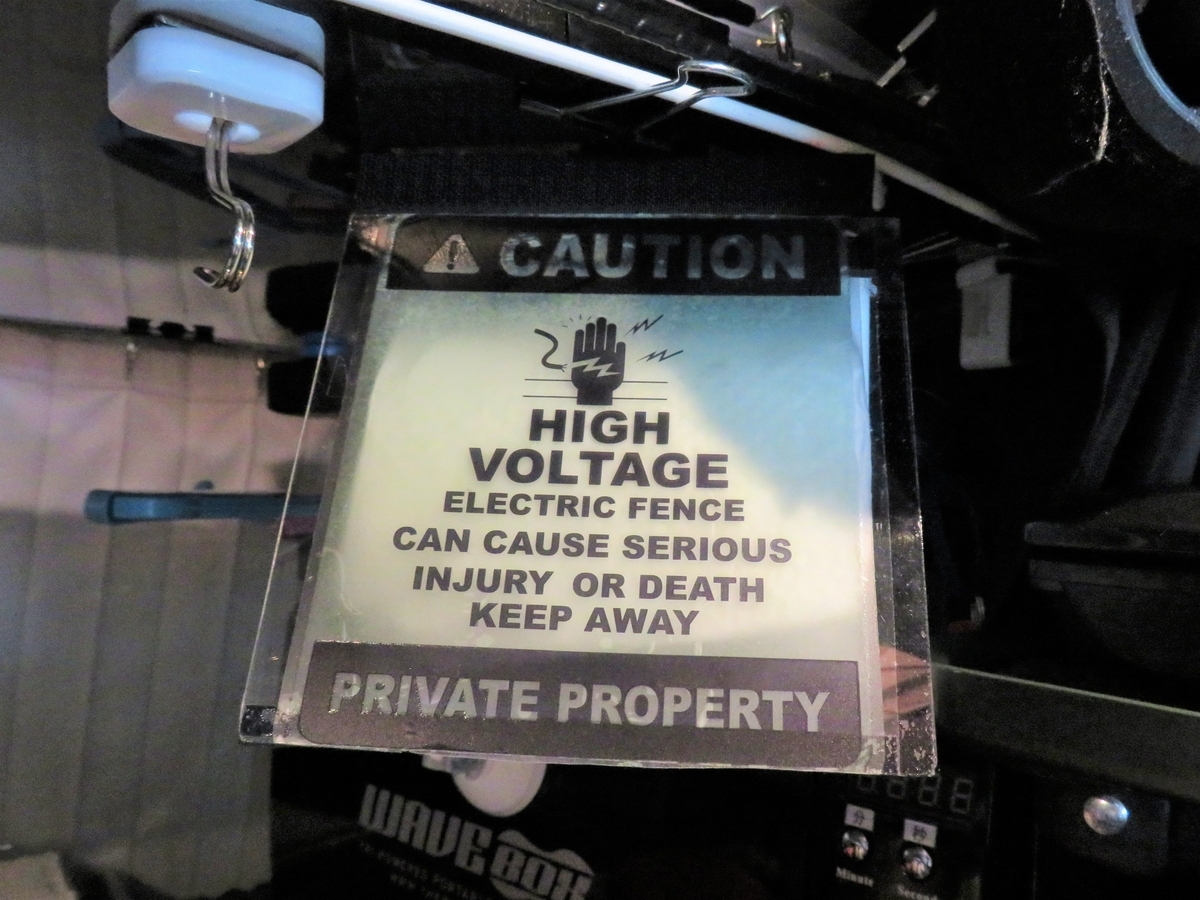 CAUTION
HIGH
VOLTAGE
ELECTRIC FENCE
CAN CAUSE SERIOUS
INJURY OR DEATH
KEEP AWAY
PRIVATE PROPERTY
WAVE BOX
分
秒
Minute